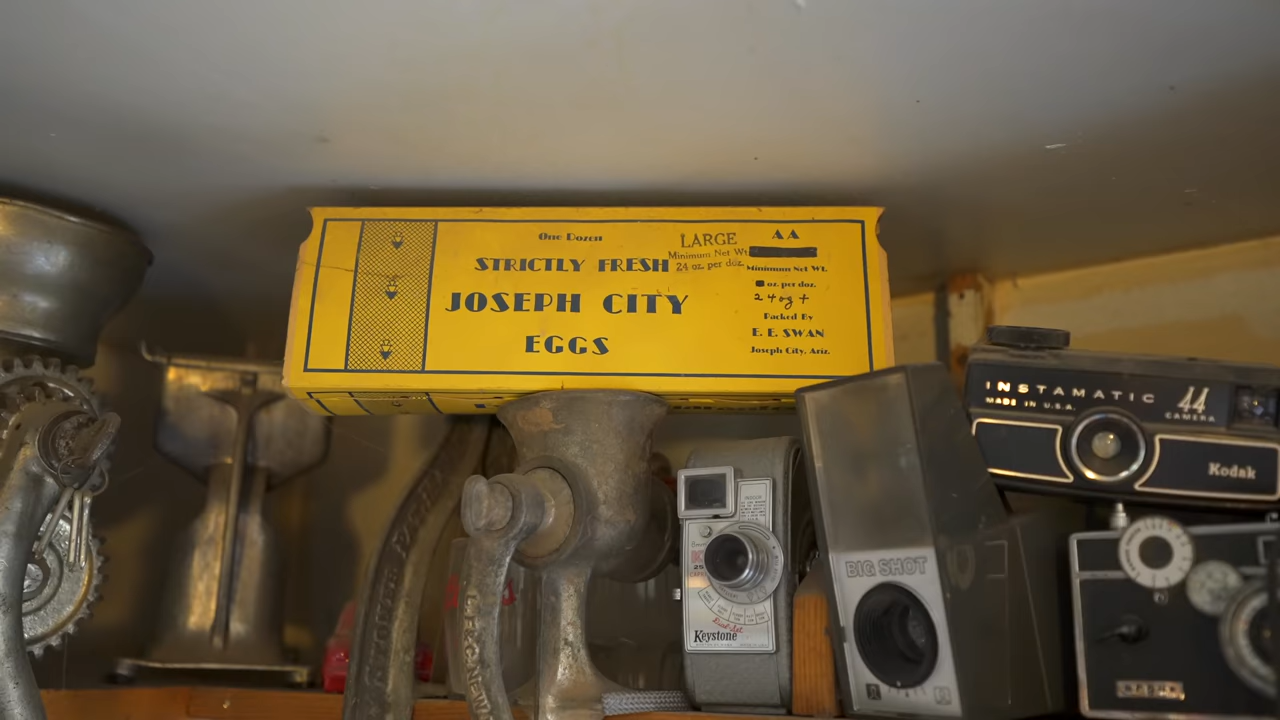 One Dozen
STRICTLY FRESH
JOSEPH CITY
EGGS
LARGE
Minimum Net Wt.
24 oz. per doz.
AA
Minimum Net Wt.
oz. per doz.
24 og +
Packed By
E. E. SWAN
Joseph City, Ariz.
INSTAMATIC 44
MADE IN U.S.A.
CAMERA
Kodak
BIG SHOT
Keystone